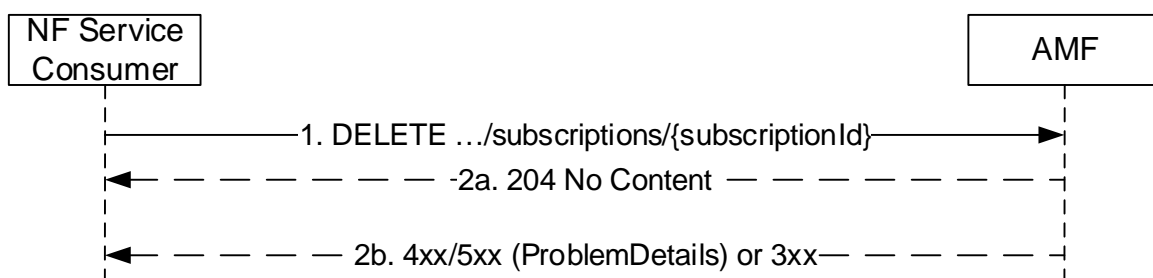 NF Service
Consumer
AMF
1. DELETE …/subscriptions/{subscriptionId}
2a. 204 No Content
2b. 4xx/5xx (ProblemDetails) or 3xx